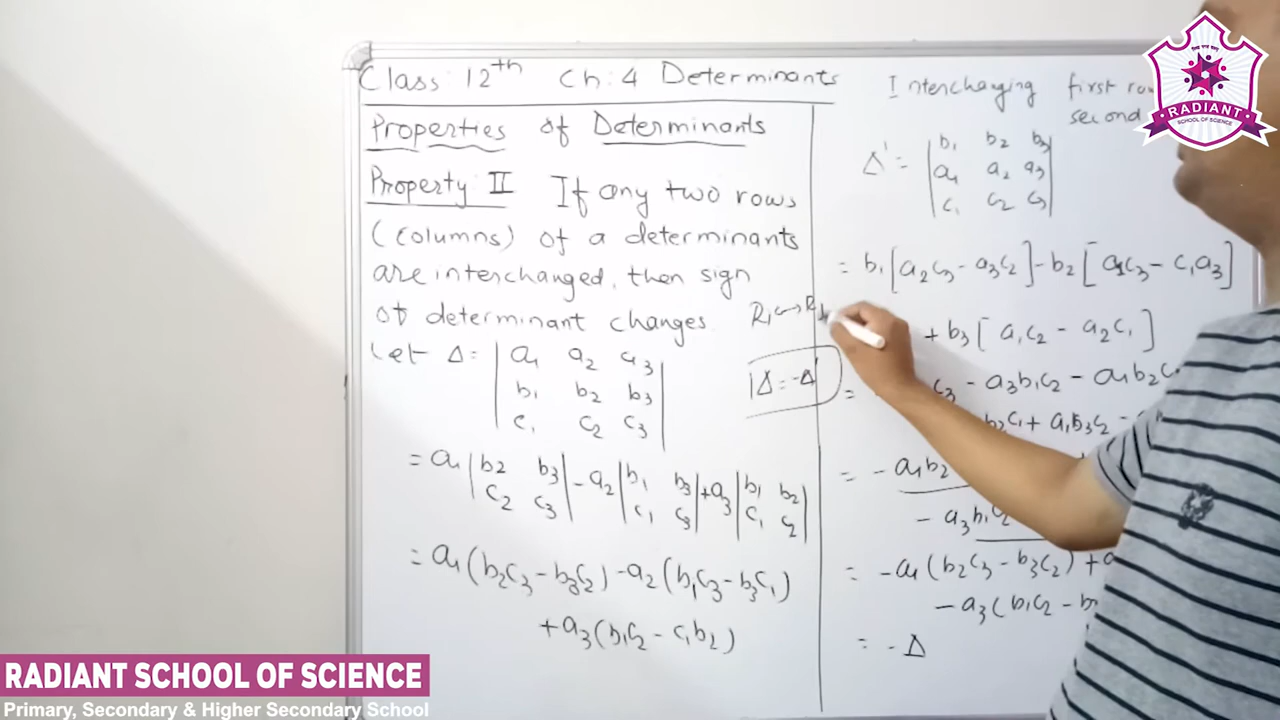 Class: 12th Ch: 4 Determinants
Properties of Determinants
Property II If any two rows
(columns) of a determinants
are interchanged, then sign
of determinant changes.
R₁ ↔ R
Let Δ = | a₁ a₂ a₃ |
| b₁ b₂ b₃ |
| c₁ c₂ c₃ |
Δ = -Δ'
= a₁ | b₂ b₃ | - a₂ | b₁ b₃ | + a₃ | b₁ b₂ |
| c₂ c₃ | | c₁ c₃ | | c₁ c₂ |
= a₁(b₂c₃ - b₃c₂) - a₂(b₁c₃ - b₃c₁)
+ a₃(b₁c₂ - c₁b₂)
Interchanging first
second
Δ' = | b₁ b₂ b₃ |
| a₁ a₂ a₃ |
| c₁ c₂ c₃ |
= b₁[a₂c₃ - a₃c₂] - b₂[a₁c₃ - c₁a₃]
+ b₃[a₁c₂ - a₂c₁]
= c₃ - a₃b₁c₂ - a₁b₂
b₂c₁ + a₁b₃c₂ -
= - a₁b₂
- a₃b₁c₂
= - a₁(b₂c₃ - b₃c₂) +
- a₃(b₁c₂ -
= - Δ
RADIANT
SCHOOL OF SCIENCE
RADIANT SCHOOL OF SCIENCE
Primary, Secondary & Higher Secondary School